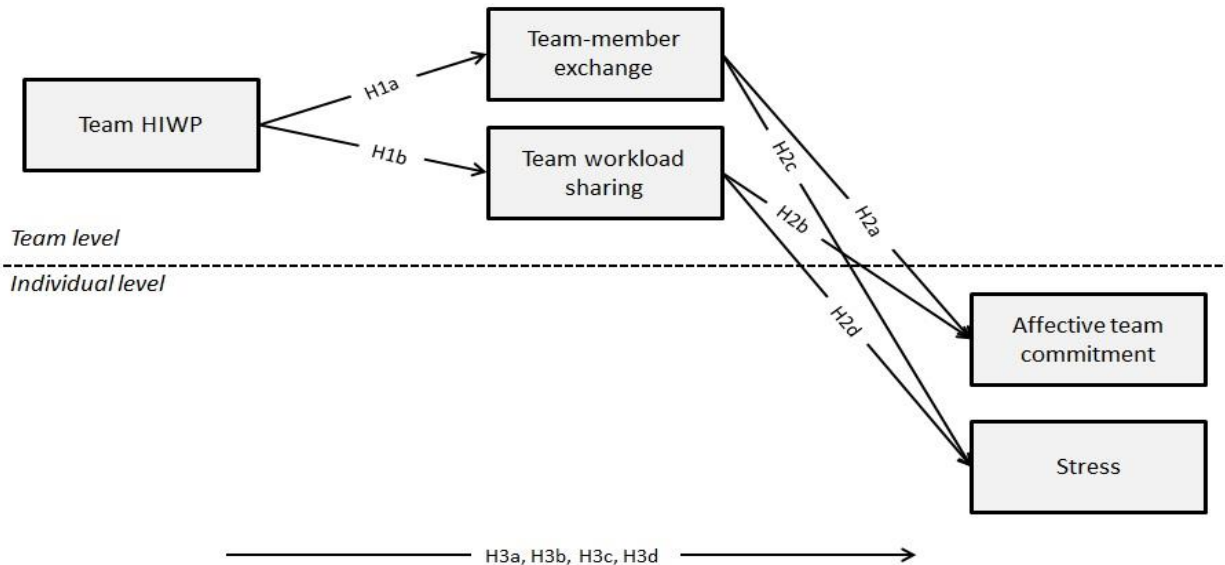 Team-member
exchange
H1a
Team HIWP
H1b
Team workload
sharing
H2c
H2a
H2b
Team level
Individual level
H2d
Affective team
commitment
Stress
H3a, H3b, H3c, H3d